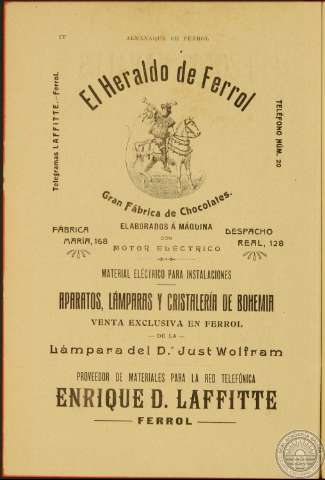 ALMANAQUE DE FERROL
El Heraldo de Ferrol
Telegramas LAFFITTE.-Ferrol.
TELÉFONO NÚM. 20
Gran Fábrica de Chocolates.
ELABORADOS Á MÁQUINA
CON
MOTOR ELÉCTRICO
FÁBRICA
MARÍA, 168
DESPACHO
REAL, 128
MATERIAL ELÉCTRICO PARA INSTALACIONES
APARATOS, LÁMPARAS Y CRISTALERÍA DE BOHEMIA
VENTA EXCLUSIVA EN FERROL
— DE LA —
Lámpara del D.r Just Wolfram
PROVEEDOR DE MATERIALES PARA LA RED TELEFÓNICA
ENRIQUE D. LAFFITTE
— FERROL —